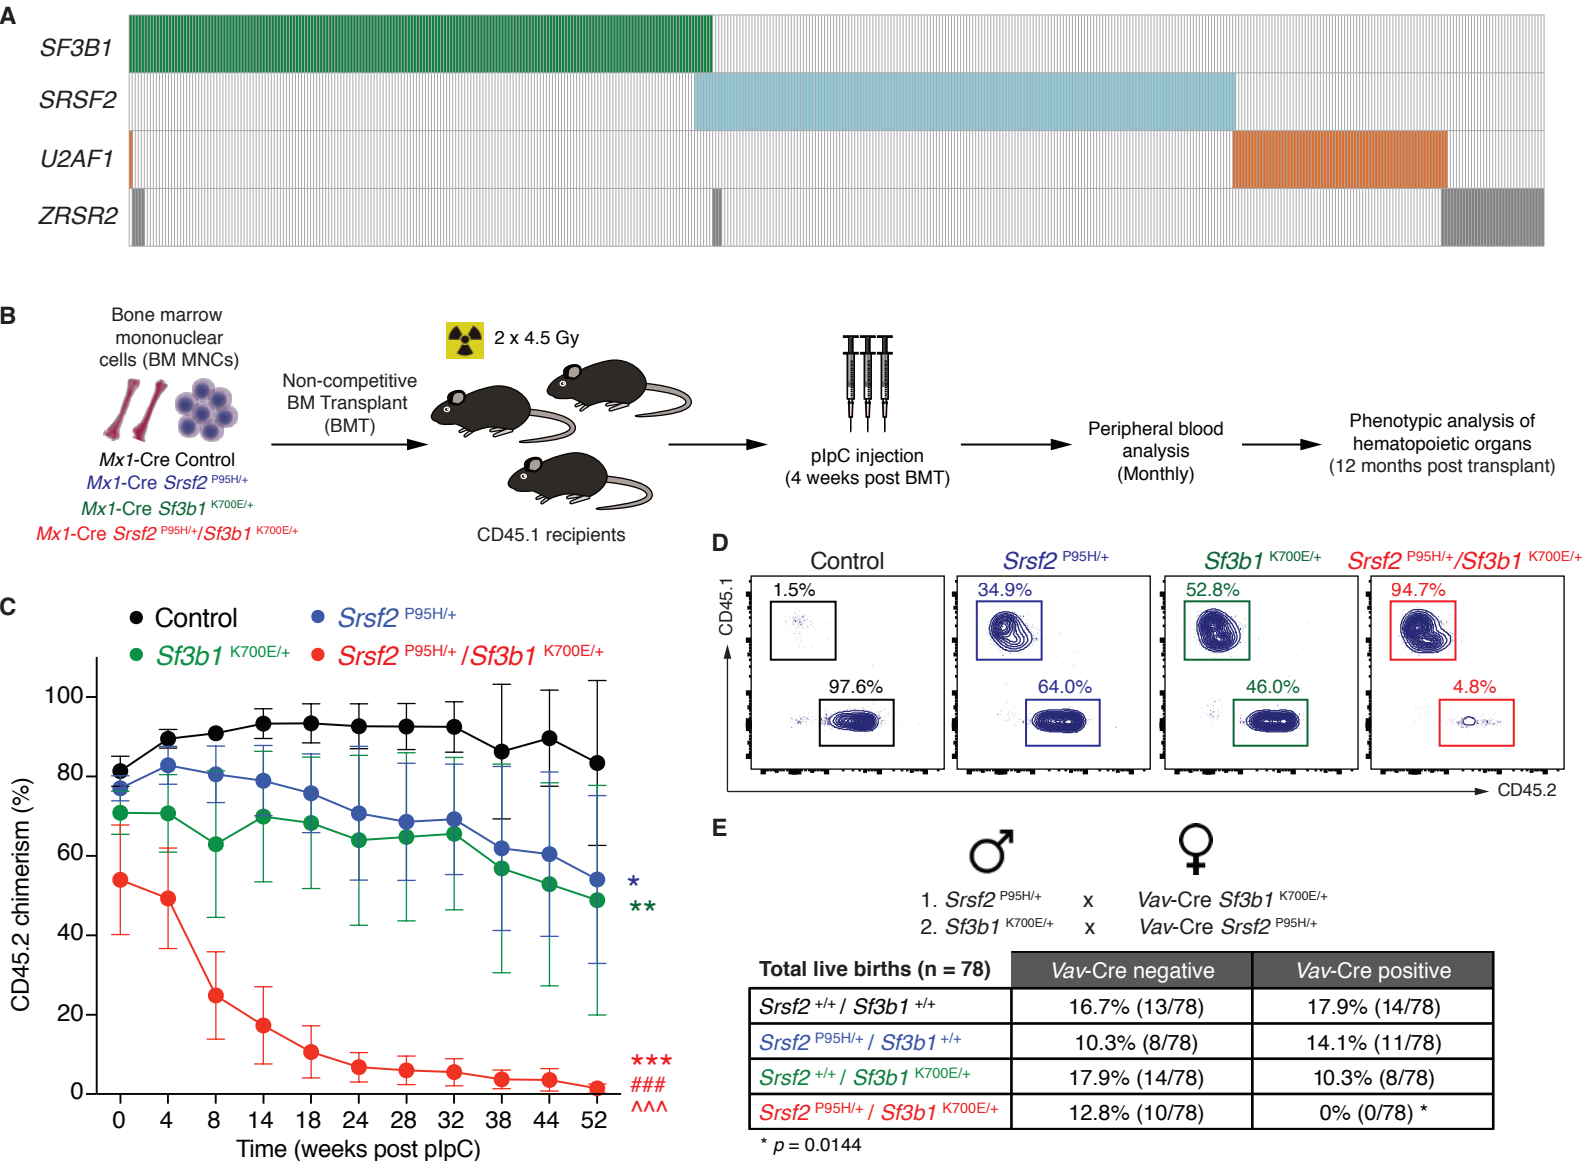 A
SF3B1
SRSF2
U2AF1
ZRSR2
B
Bone marrow
mononuclear
cells (BM MNCs)
Mx1-Cre Control
Mx1-Cre Srsf2 P95H/+
Mx1-Cre Sf3b1 K700E/+
Mx1-Cre Srsf2 P95H/+/Sf3b1 K700E/+
Non-competitive
BM Transplant
(BMT)
2 x 4.5 Gy
CD45.1 recipients
pIpC injection
(4 weeks post BMT)
Peripheral blood
analysis
(Monthly)
Phenotypic analysis of
hematopoietic organs
(12 months post transplant)
C
Control
Srsf2 P95H/+
Sf3b1 K700E/+
Srsf2 P95H/+ /Sf3b1 K700E/+
CD45.2 chimerism (%)
100
80
60
40
20
0
*
**
***
###
^^^
0 4 8 14 18 24 28 32 38 44 52
Time (weeks post pIpC)
D
Control
Srsf2 P95H/+
Sf3b1 K700E/+
Srsf2 P95H/+/Sf3b1 K700E/+
CD45.1
1.5%
97.6%
34.9%
64.0%
52.8%
46.0%
94.7%
4.8%
CD45.2
E
♂ ♀
1. Srsf2 P95H/+ x Vav-Cre Sf3b1 K700E/+
2. Sf3b1 K700E/+ x Vav-Cre Srsf2 P95H/+
Total live births (n = 78) Vav-Cre negative Vav-Cre positive
Srsf2 +/+ / Sf3b1 +/+ 16.7% (13/78) 17.9% (14/78)
Srsf2 P95H/+ / Sf3b1 +/+ 10.3% (8/78) 14.1% (11/78)
Srsf2 +/+ / Sf3b1 K700E/+ 17.9% (14/78) 10.3% (8/78)
Srsf2 P95H/+ / Sf3b1 K700E/+ 12.8% (10/78) 0% (0/78) *
* p = 0.0144